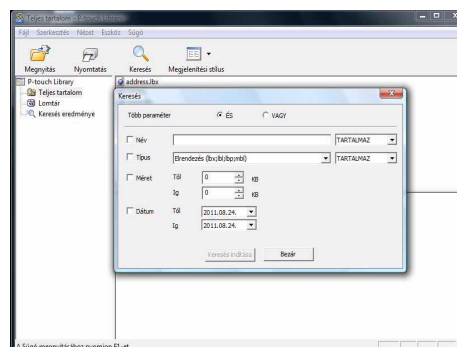 Teljes tartalom - P-touch Library
Fájl Szerkesztés Nézet Eszköz Súgó
Megnyitás Nyomtatás Keresés Megjelenítési stílus
P-touch Library
Teljes tartalom
Lomtár
Keresés eredménye
address.lbx
Keresés
Több paraméter ÉS VAGY
Név TARTALMAZ
Típus Elrendezés (lbx;lbl;lbp;mbl) TARTALMAZ
Méret Tól 0 KB
Ig 0 KB
Dátum Tól 2011.08.24.
Ig 2011.08.24.
Keresés indítása Bezár
A Súgó megnyitásához nyomjon F1-et